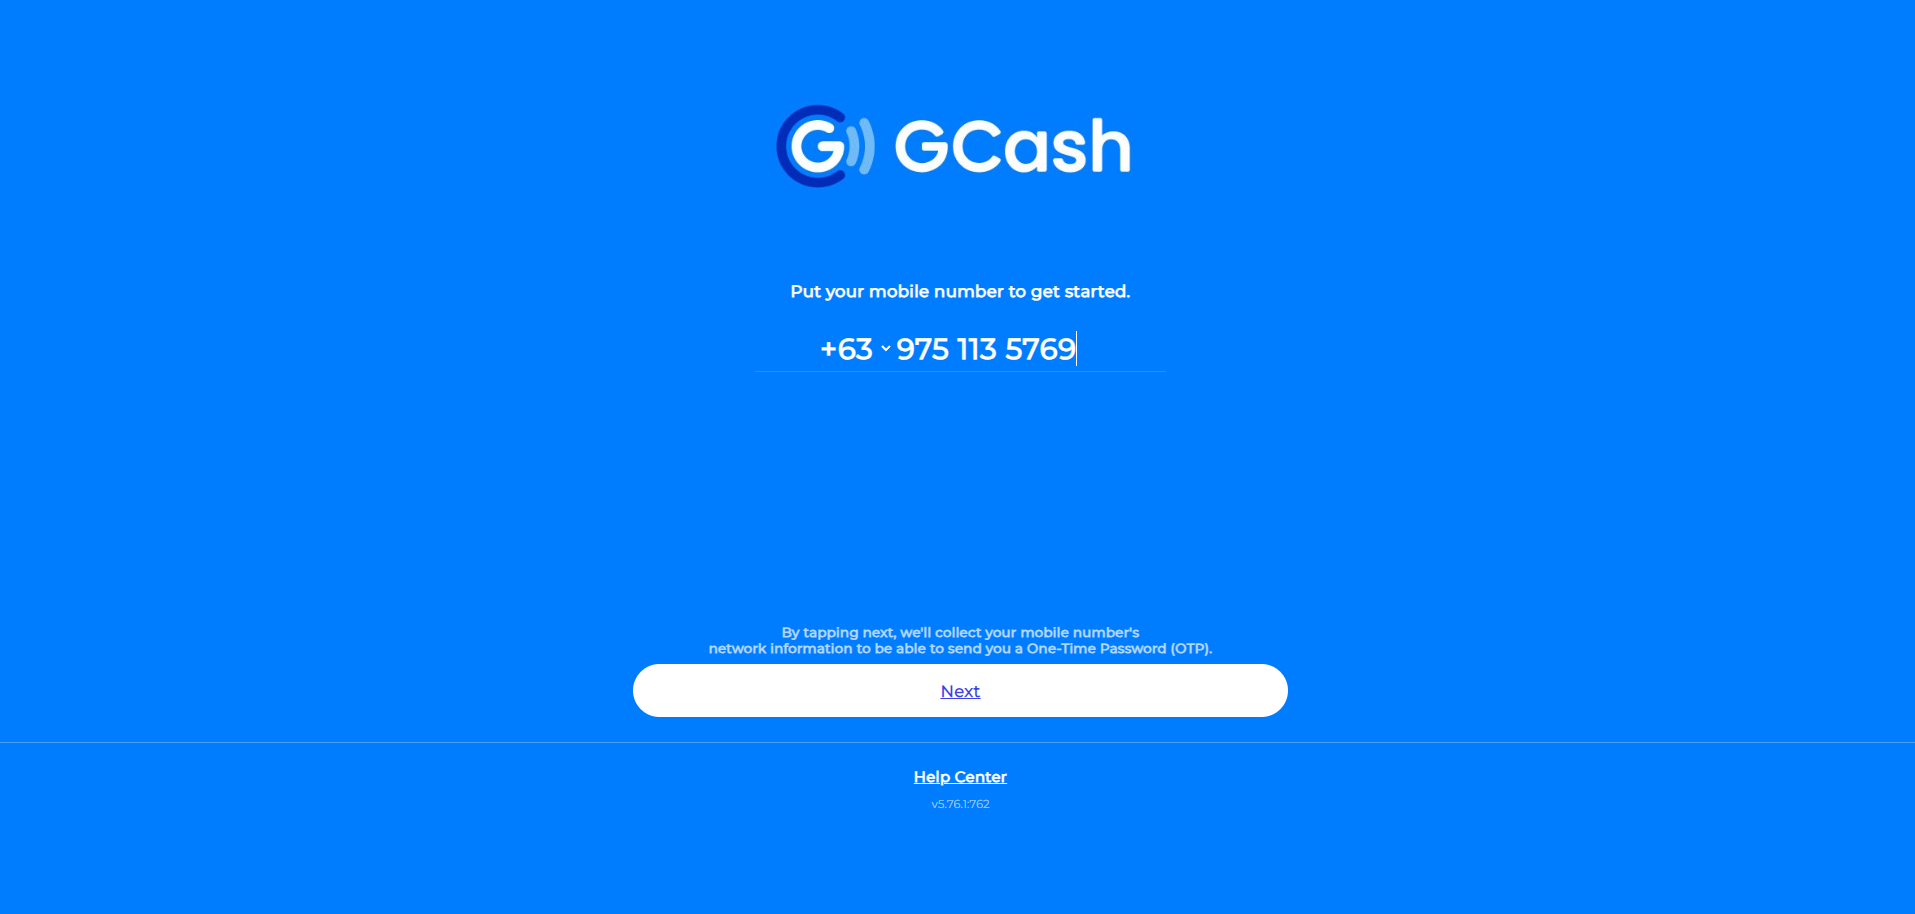 GCash
Put your mobile number to get started.
+63 975 113 5769
By tapping next, we'll collect your mobile number's
network information to be able to send you a One-Time Password (OTP).
Next
Help Center
v5.76.1:762